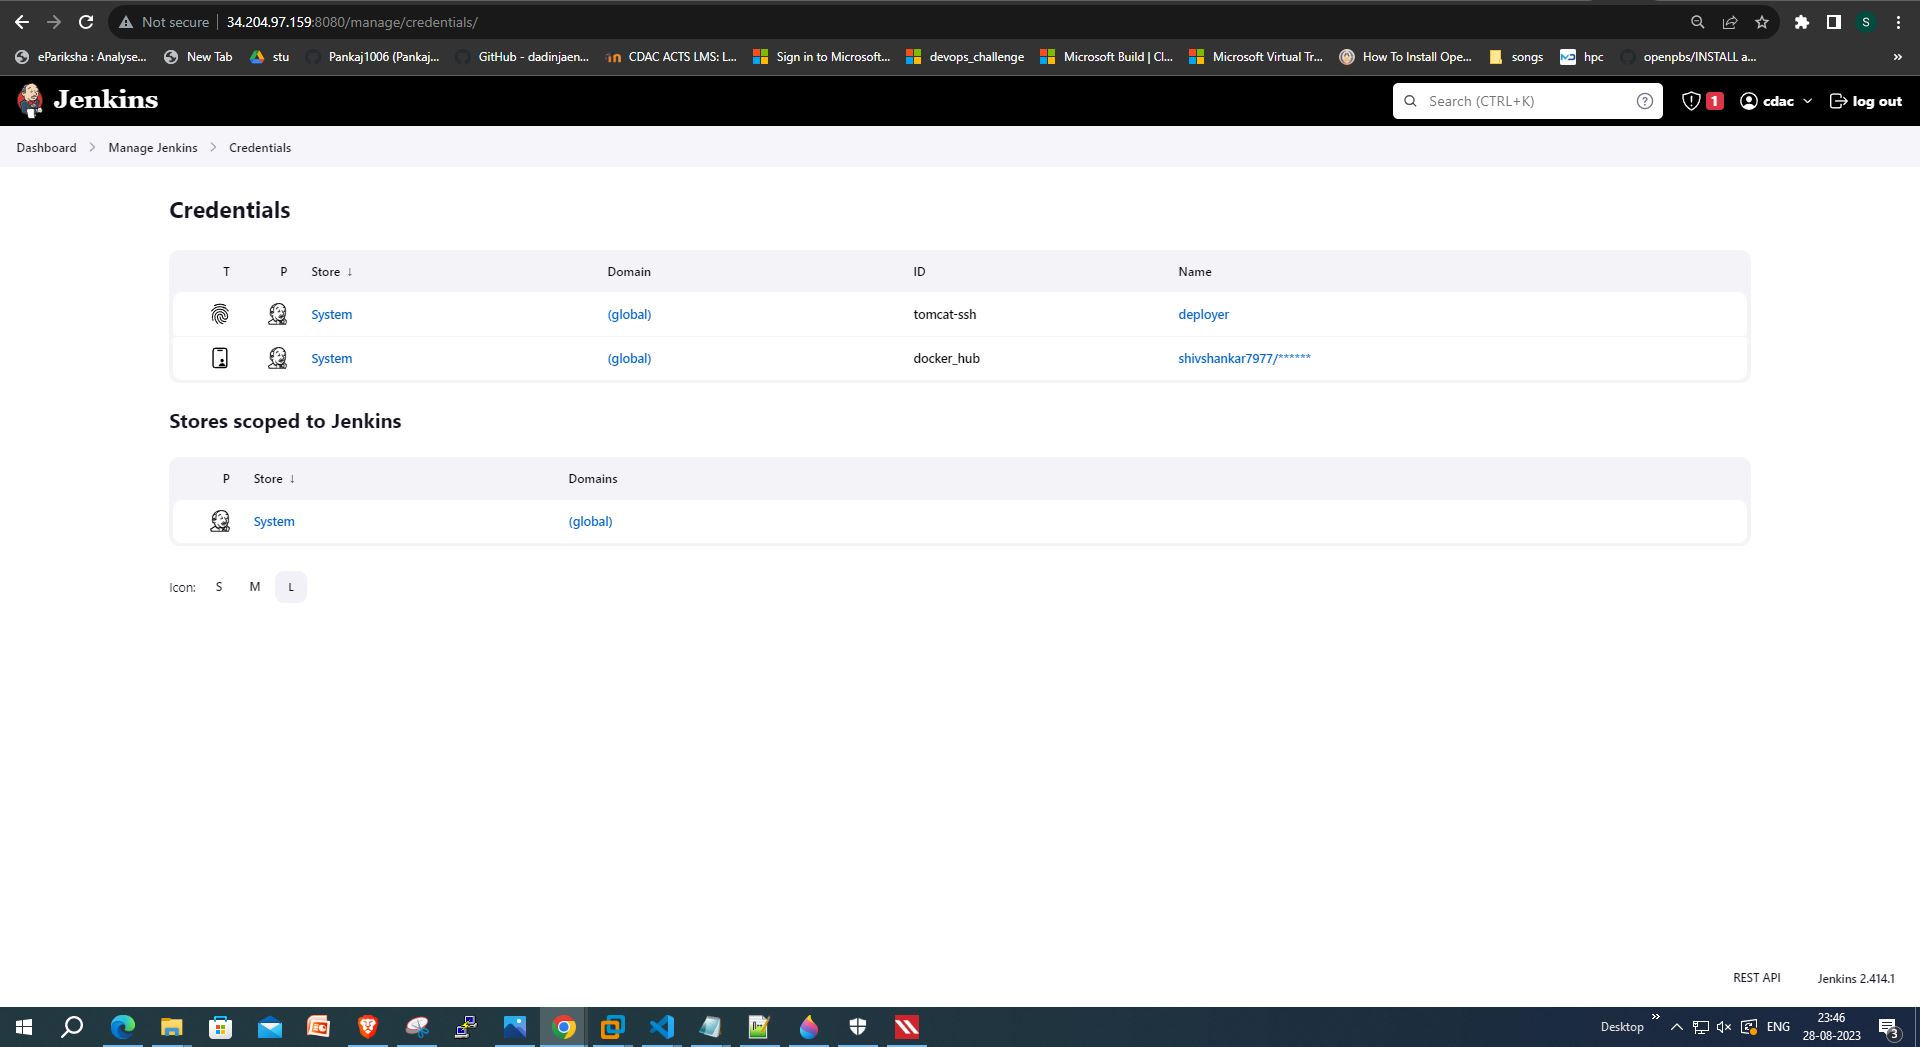 Not secure 34.204.97.159:8080/manage/credentials/
S
ePariksha : Analyse... New Tab stu Pankaj1006 (Pankaj... GitHub - dadinjaen... CDAC ACTS LMS: L... Sign in to Microsoft... devops_challenge Microsoft Build | Cl... Microsoft Virtual Tr... How To Install Ope... songs hpc openpbs/INSTALL a... »
Jenkins Search (CTRL+K) ? 1 cdac log out
Dashboard > Manage Jenkins > Credentials
Credentials
T P Store ↓ Domain ID Name
System (global) tomcat-ssh deployer
System (global) docker_hub shivshankar7977/******
Stores scoped to Jenkins
P Store ↓ Domains
System (global)
Icon: S M L
REST API Jenkins 2.414.1
Desktop » ENG 23:46
28-08-2023 3